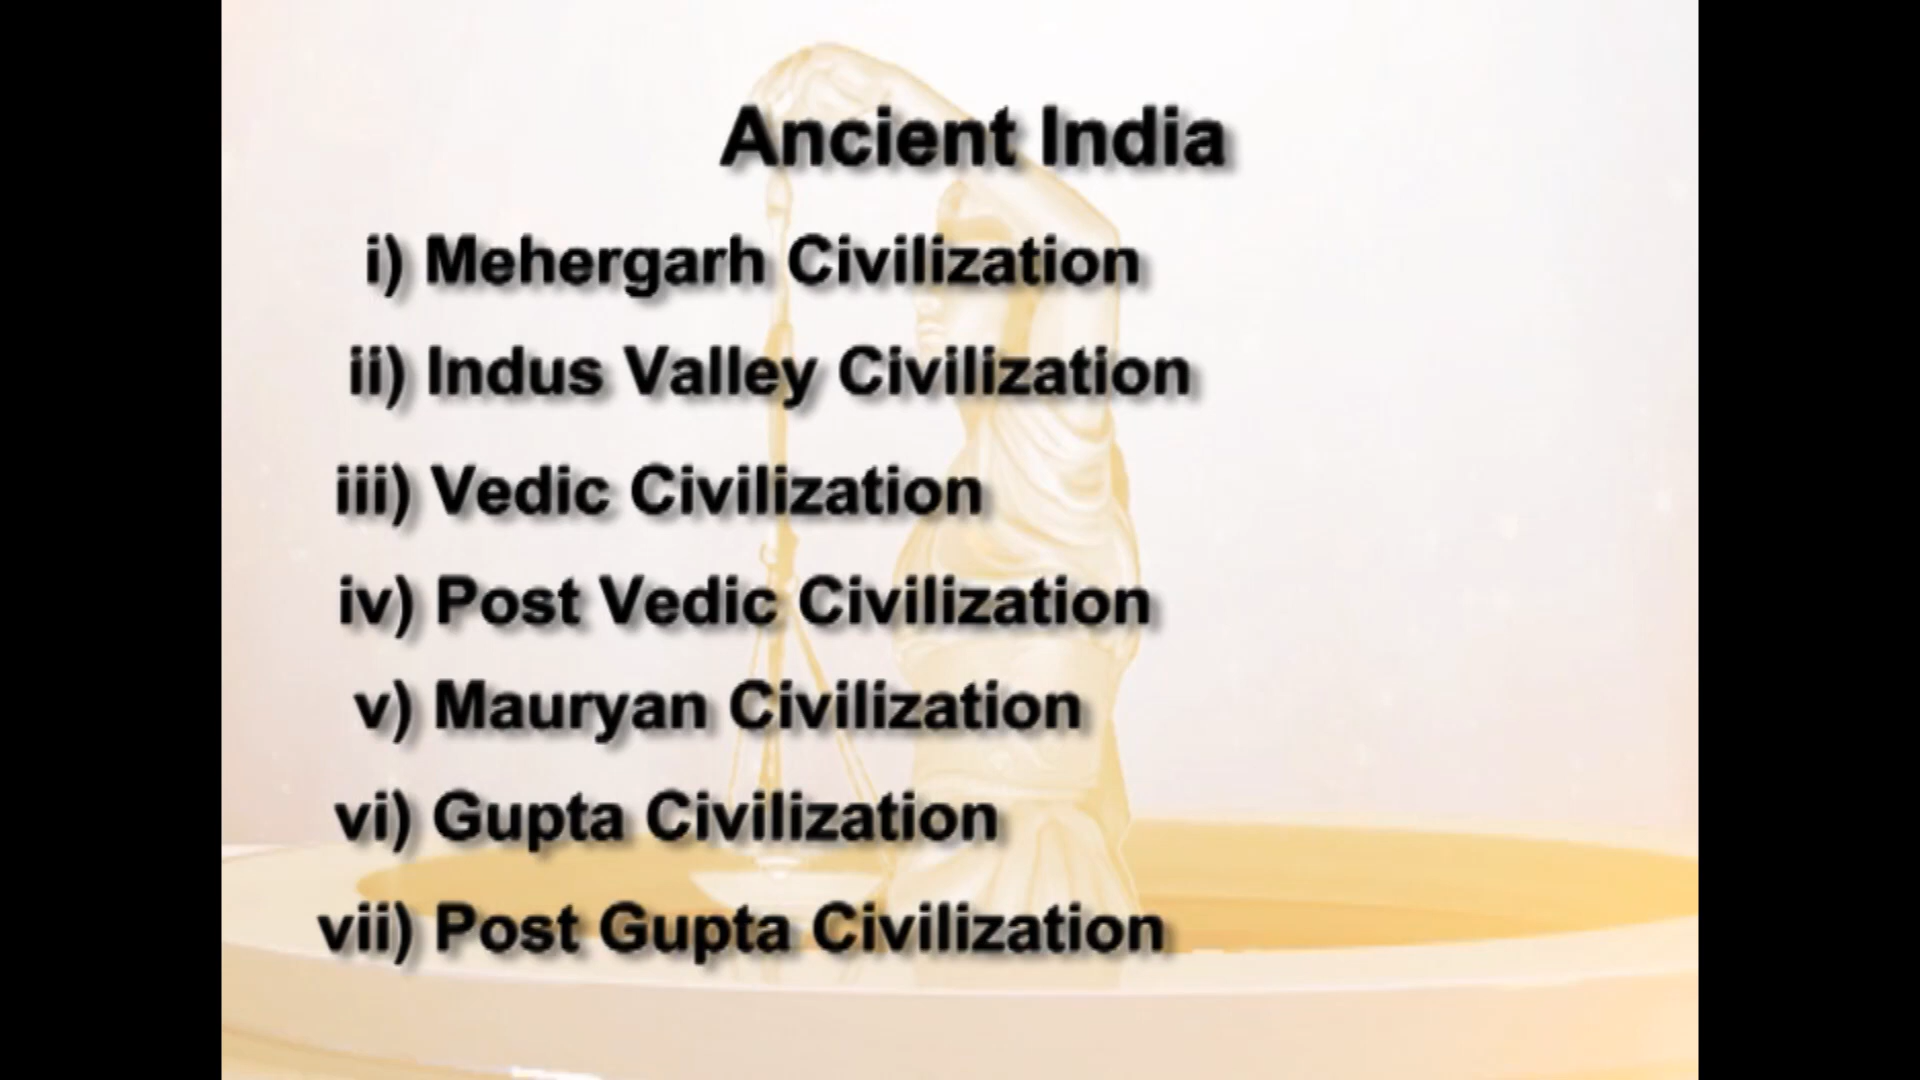 Ancient India
i) Mehergarh Civilization
ii) Indus Valley Civilization
iii) Vedic Civilization
iv) Post Vedic Civilization
v) Mauryan Civilization
vi) Gupta Civilization
vii) Post Gupta Civilization